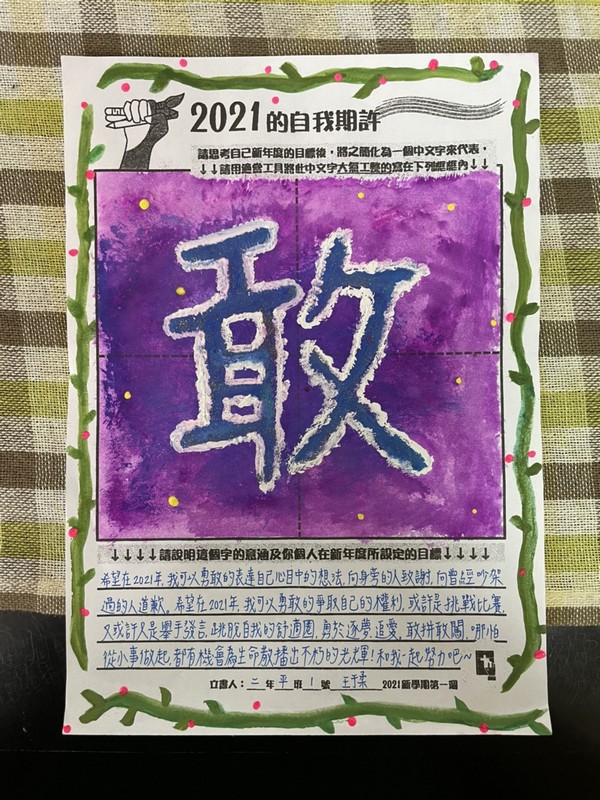 2021的自我期許
請思考自己新年度的目標後，將之簡化為一個中文字來代表，
↓↓請用適當工具將此中文字大氣工整的寫在下列框框內↓↓
敢
↓↓↓↓請說明這個字的意涵及你個人在新年度所設定的目標↓↓↓↓
希望在2021年,我可以勇敢的表達自己心目中的想法,向身旁的人致謝,向曾經吵架
過的人道歉。希望在2021年,我可以勇敢的爭取自己的權利,或許是挑戰比賽,
又或許只是舉手發言,跳脫自我的舒適圈,勇於逐夢、追愛,敢拼敢闖,哪怕
從小事做起,都有機會為生命散播出不朽的光輝!和我一起努力吧~
立書人：二年平班1號 王于柔 2021新學期第一週